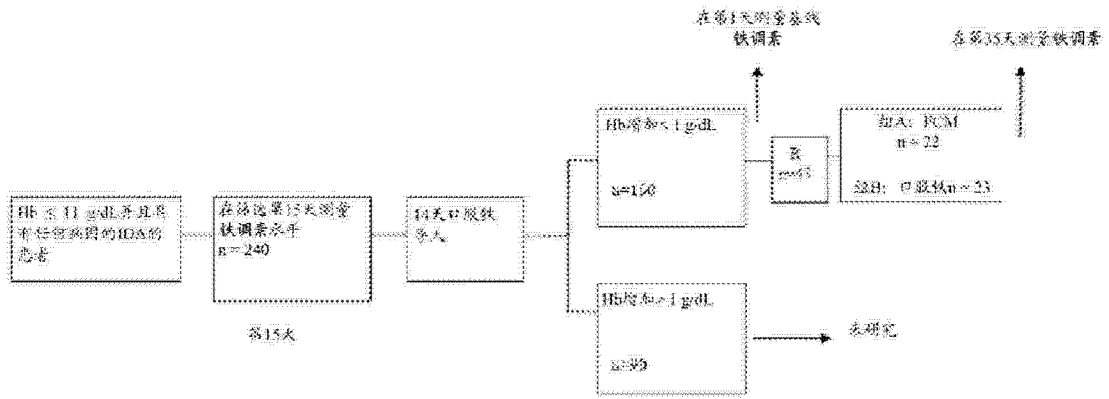 在第1天测量基线
铁调素
在第35天测量铁调素
Hb增加< 1 g/dL
n=150
R
组A：FCM
n = 22
组B：口服铁n = 23
Hb ≤ 11 g/dL并且具
有任何病因的IDA的
患者
在筛选第15天测量
铁调素水平
n = 240
第15天
14天口服铁
导入
Hb增加≥1 g/dL
n=90
未研究